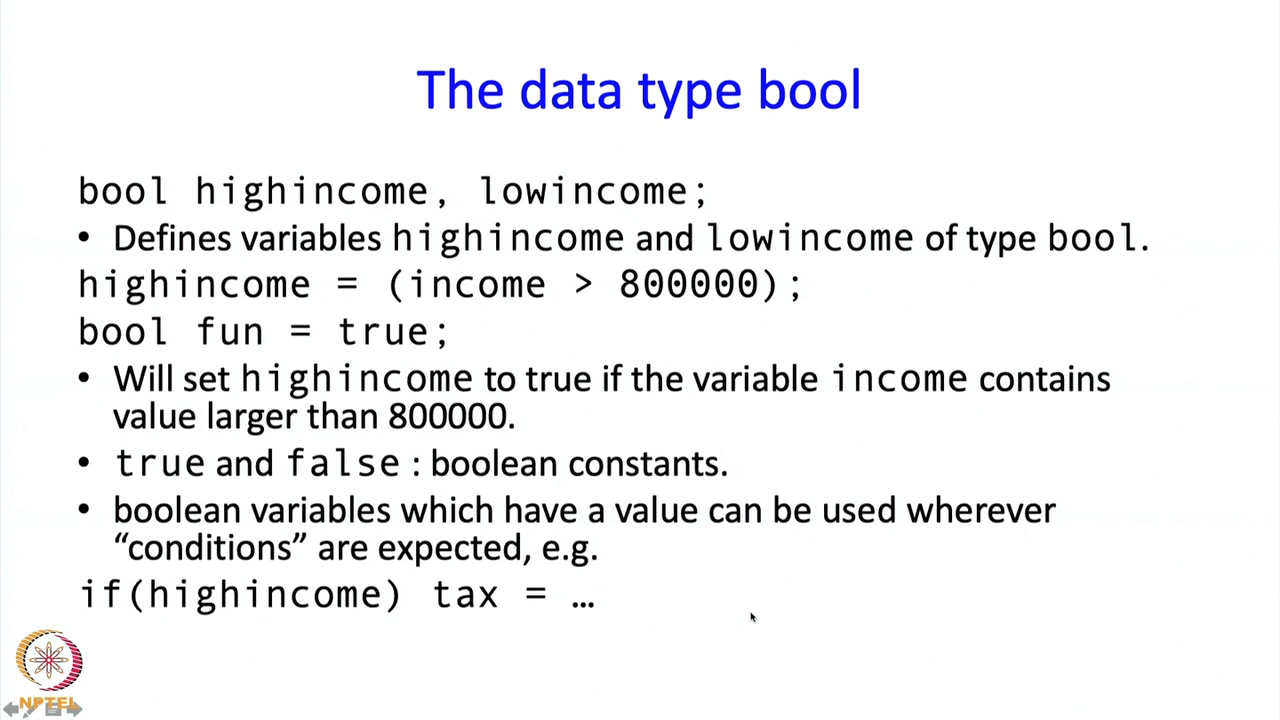 The data type bool
bool highincome, lowincome;
• Defines variables highincome and lowincome of type bool.
highincome = (income > 800000);
bool fun = true;
• Will set highincome to true if the variable income contains
value larger than 800000.
• true and false : boolean constants.
• boolean variables which have a value can be used wherever
“conditions” are expected, e.g.
if(highincome) tax = …
NPTEL